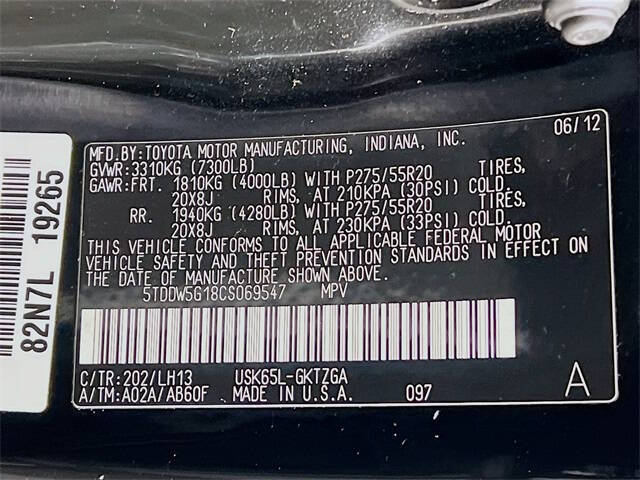 06/12
MFD.BY:TOYOTA MOTOR MANUFACTURING, INDIANA, INC.
GVWR:3310KG (7300LB)
GAWR:FRT. 1810KG (4000LB) WITH P275/55R20 TIRES,
20X8J RIMS, AT 210KPA (30PSI) COLD.
RR. 1940KG (4280LB) WITH P275/55R20 TIRES,
20X8J RIMS, AT 230KPA (33PSI) COLD.
THIS VEHICLE CONFORMS TO ALL APPLICABLE FEDERAL MOTOR
VEHICLE SAFETY AND THEFT PREVENTION STANDARDS IN EFFECT ON
THE DATE OF MANUFACTURE SHOWN ABOVE.
5TDDW5G18CS069547 MPV
C/TR:202/LH13 USK65L-GKTZGA
A/TM:A02A/AB60F MADE IN U.S.A. 097 A
82N7L 19265